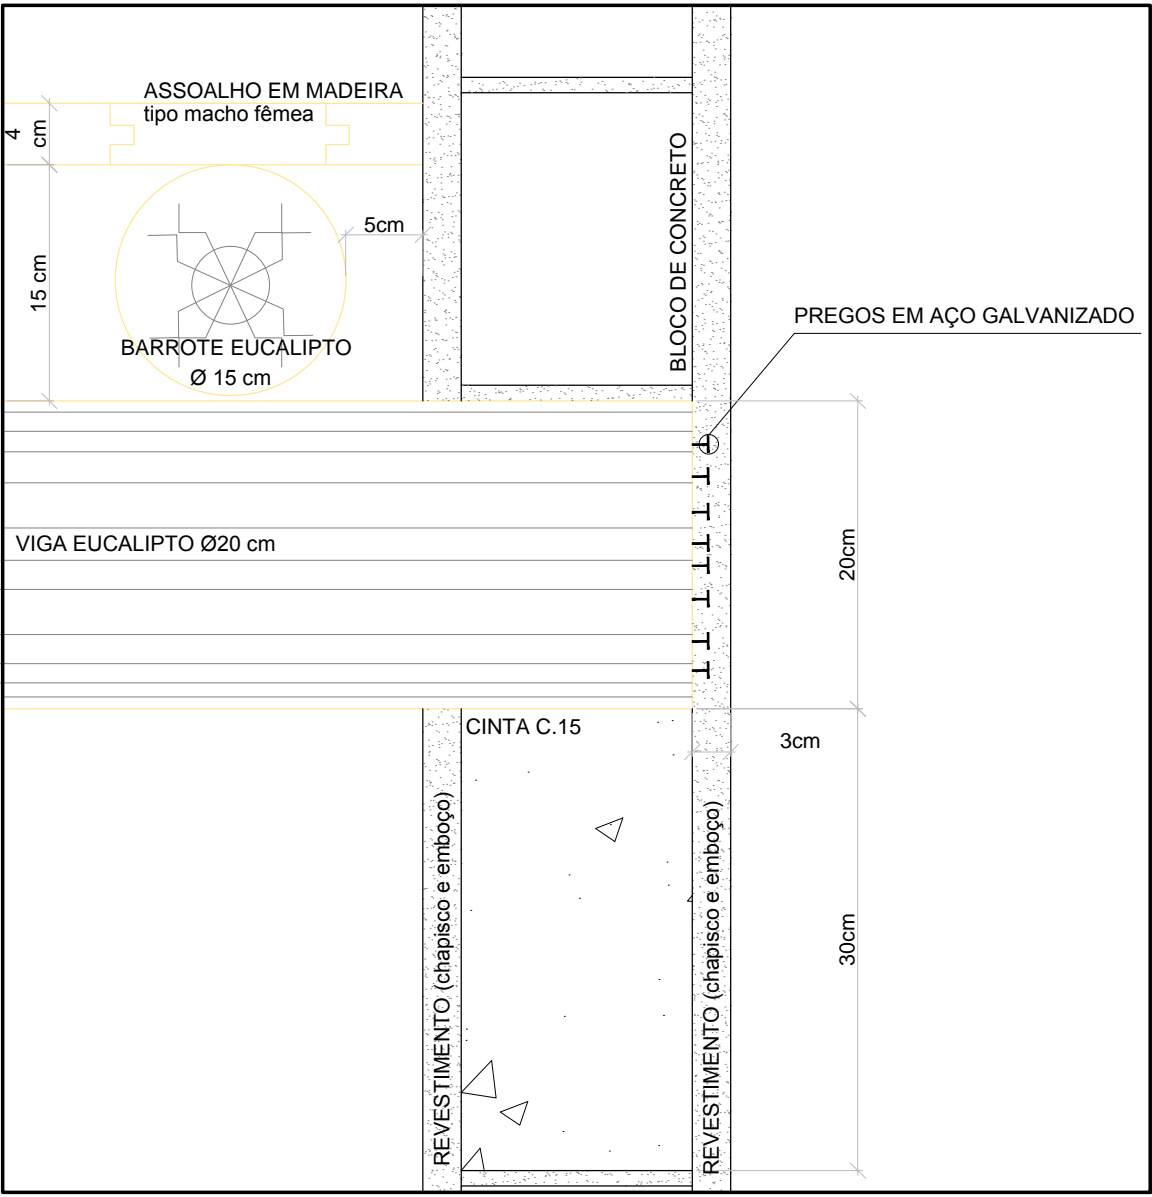 ASSOALHO EM MADEIRA
tipo macho fêmea
4
cm
5cm
15 cm
BARROTE EUCALIPTO
Ø 15 cm
BLOCO DE CONCRETO
PREGOS EM AÇO GALVANIZADO
VIGA EUCALIPTO Ø20 cm
20cm
CINTA C.15
3cm
REVESTIMENTO (chapisco e emboço)
REVESTIMENTO (chapisco e emboço)
30cm